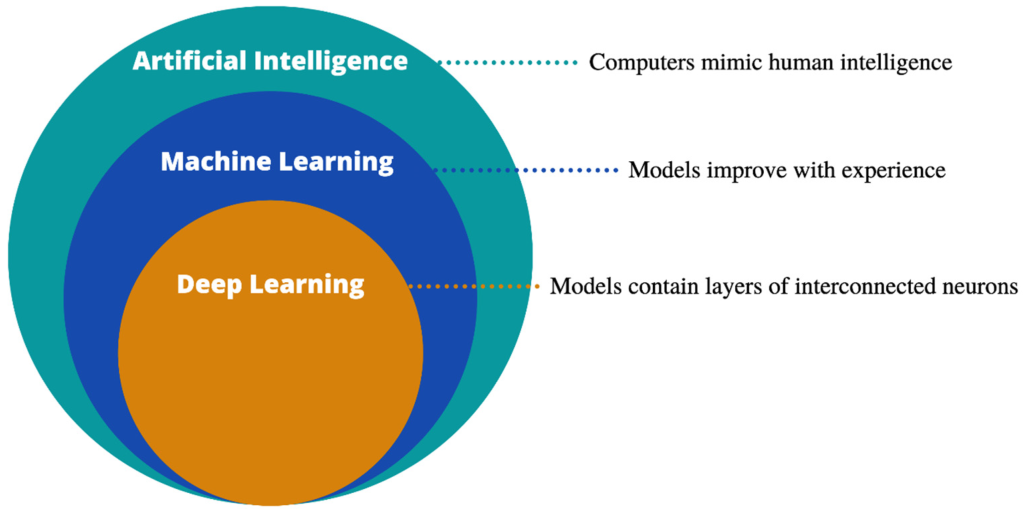 Artificial Intelligence
Computers mimic human intelligence
Machine Learning
Models improve with experience
Deep Learning
Models contain layers of interconnected neurons